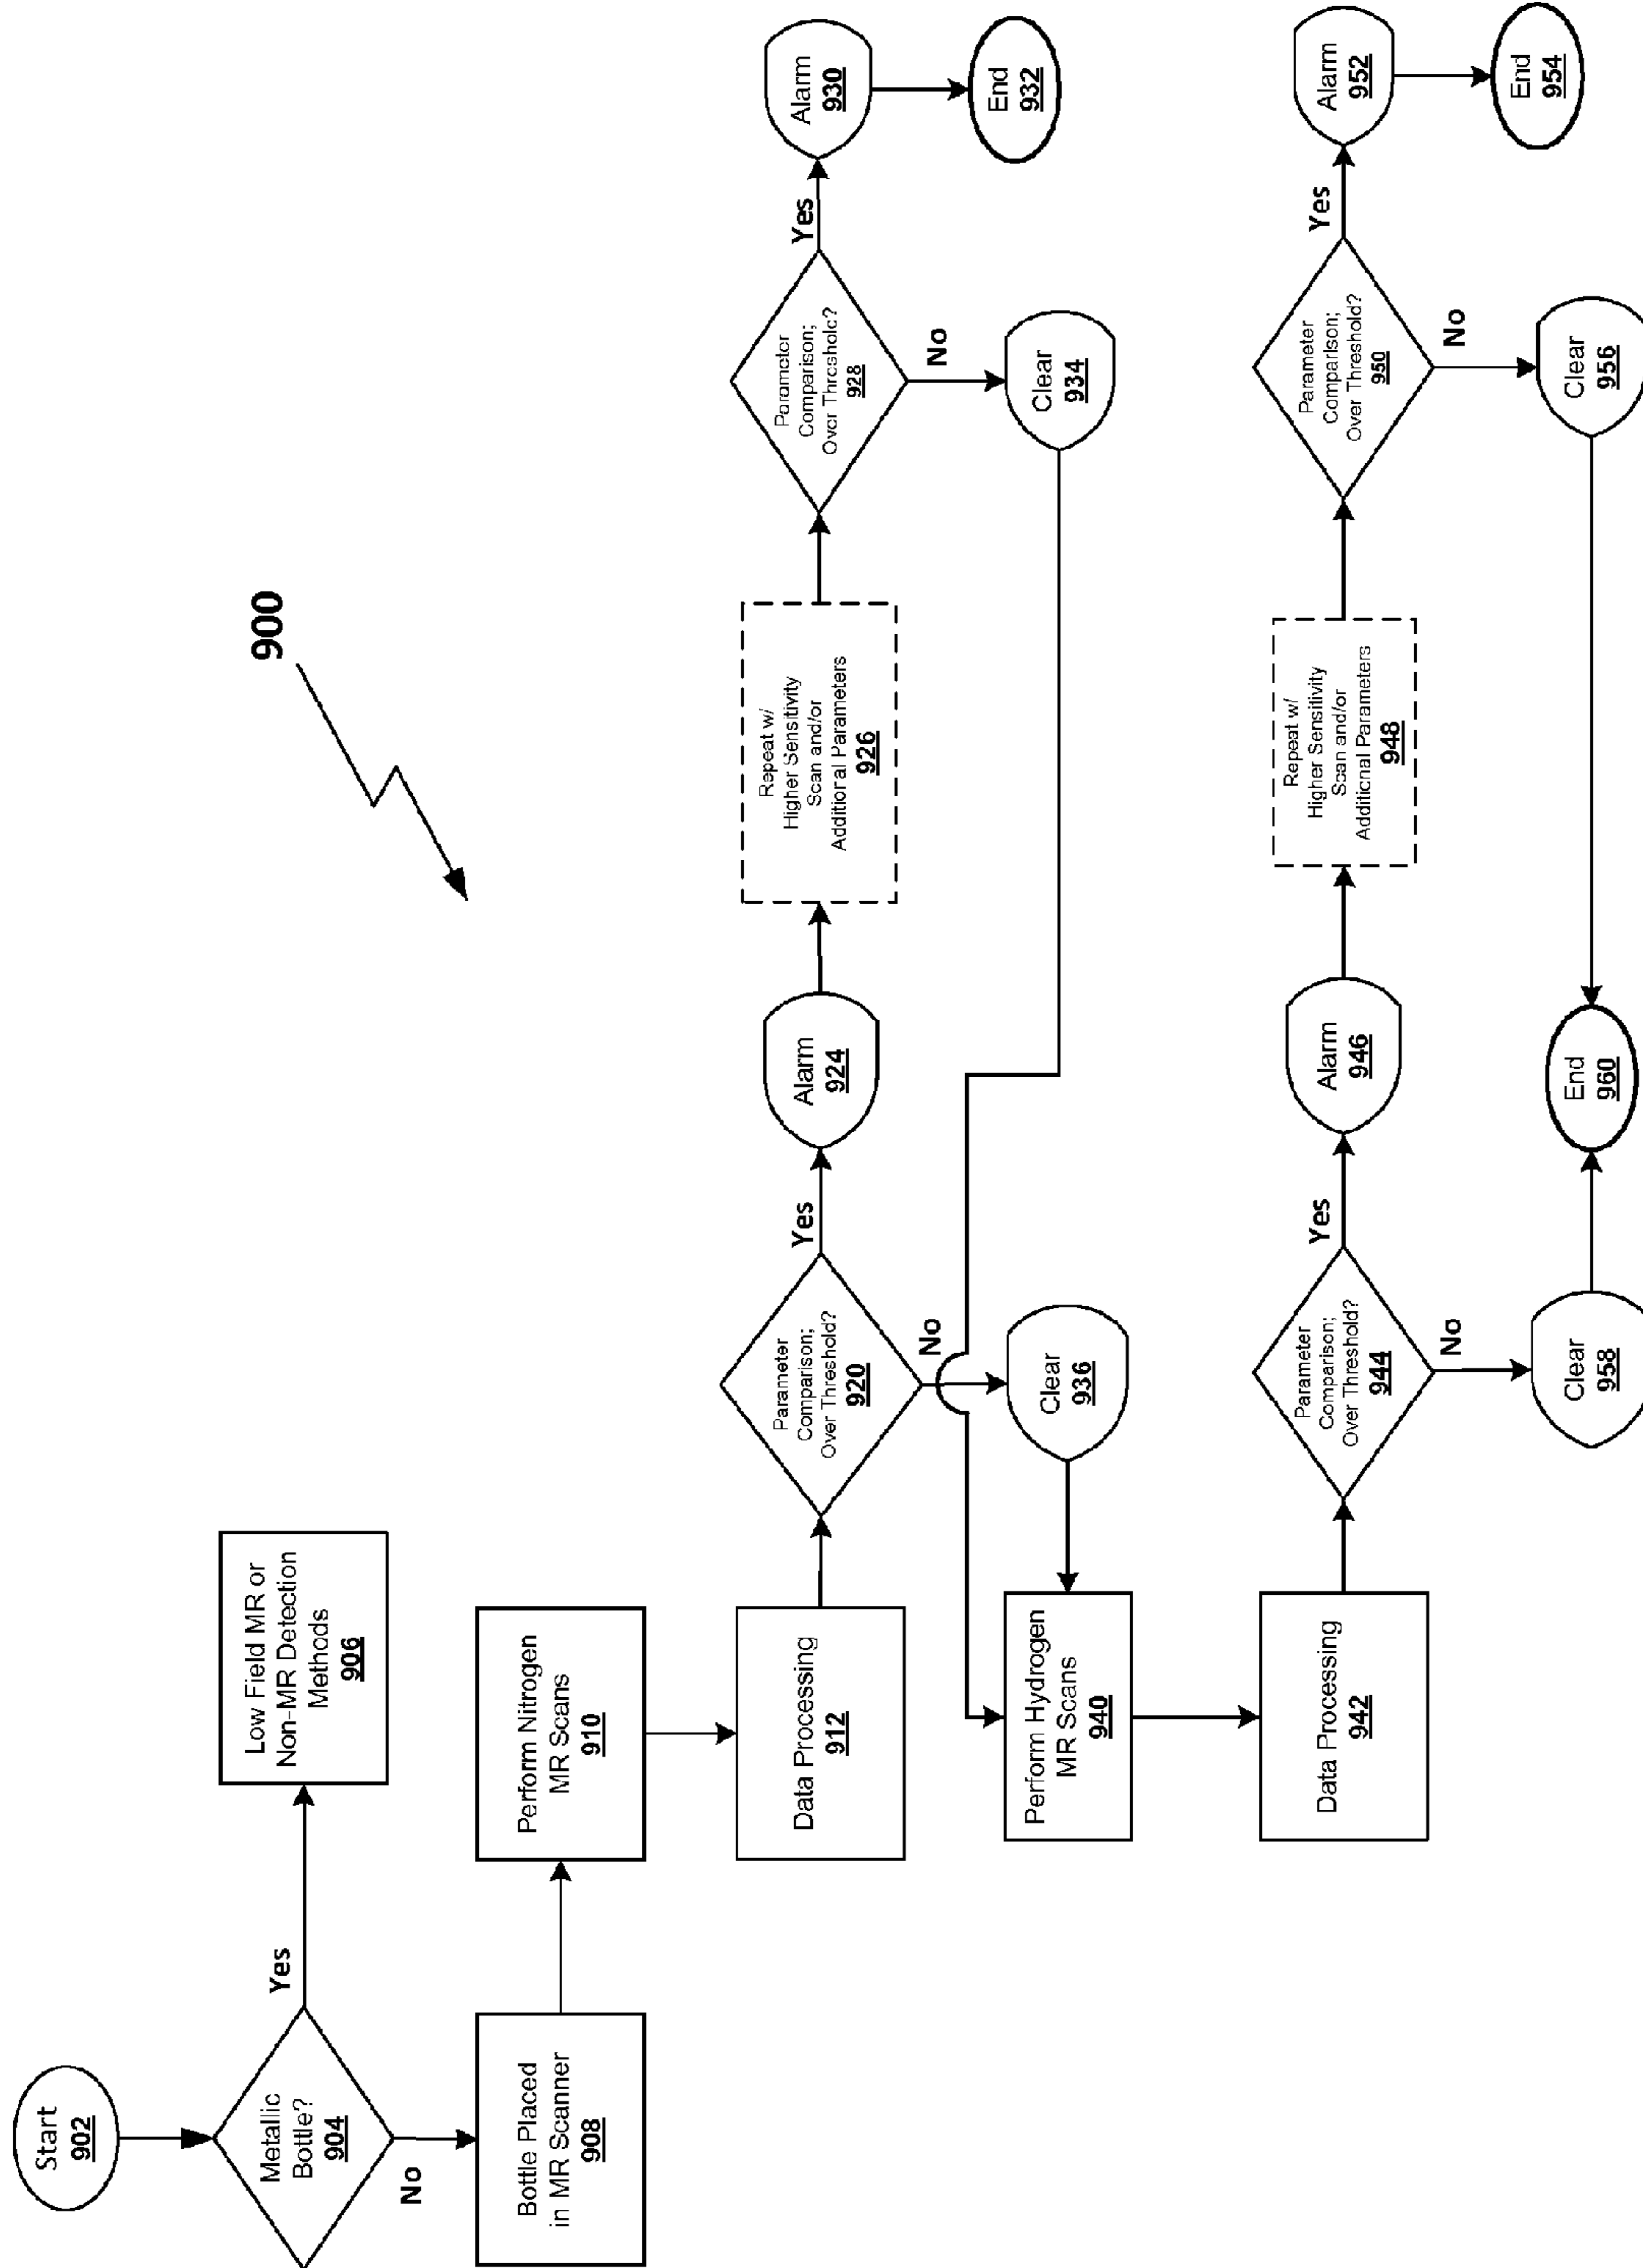 900
Start
902
Metallic
Bottle?
904
Yes
Low Field MR or
Non-MR Detection
Methods
906
No
Bottle Placed
in MR Scanner
908
Perform Nitrogen
MR Scans
910
Data Processing
912
Parameter
Comparison;
Over Threshold?
920
Yes
Alarm
924
Repeat w/
Higher Sensitivity
Scan and/or
Additional Parameters
926
Parameter
Comparison;
Over Threshold?
928
Yes
Alarm
930
End
932
No
Clear
934
No
Clear
936
Perform Hydrogen
MR Scans
940
Data Processing
942
Parameter
Comparison;
Over Threshold?
944
Yes
Alarm
946
Repeat w/
Higher Sensitivity
Scan and/or
Additional Parameters
948
Parameter
Comparison;
Over Threshold?
950
Yes
Alarm
952
End
954
No
Clear
956
No
Clear
958
End
960